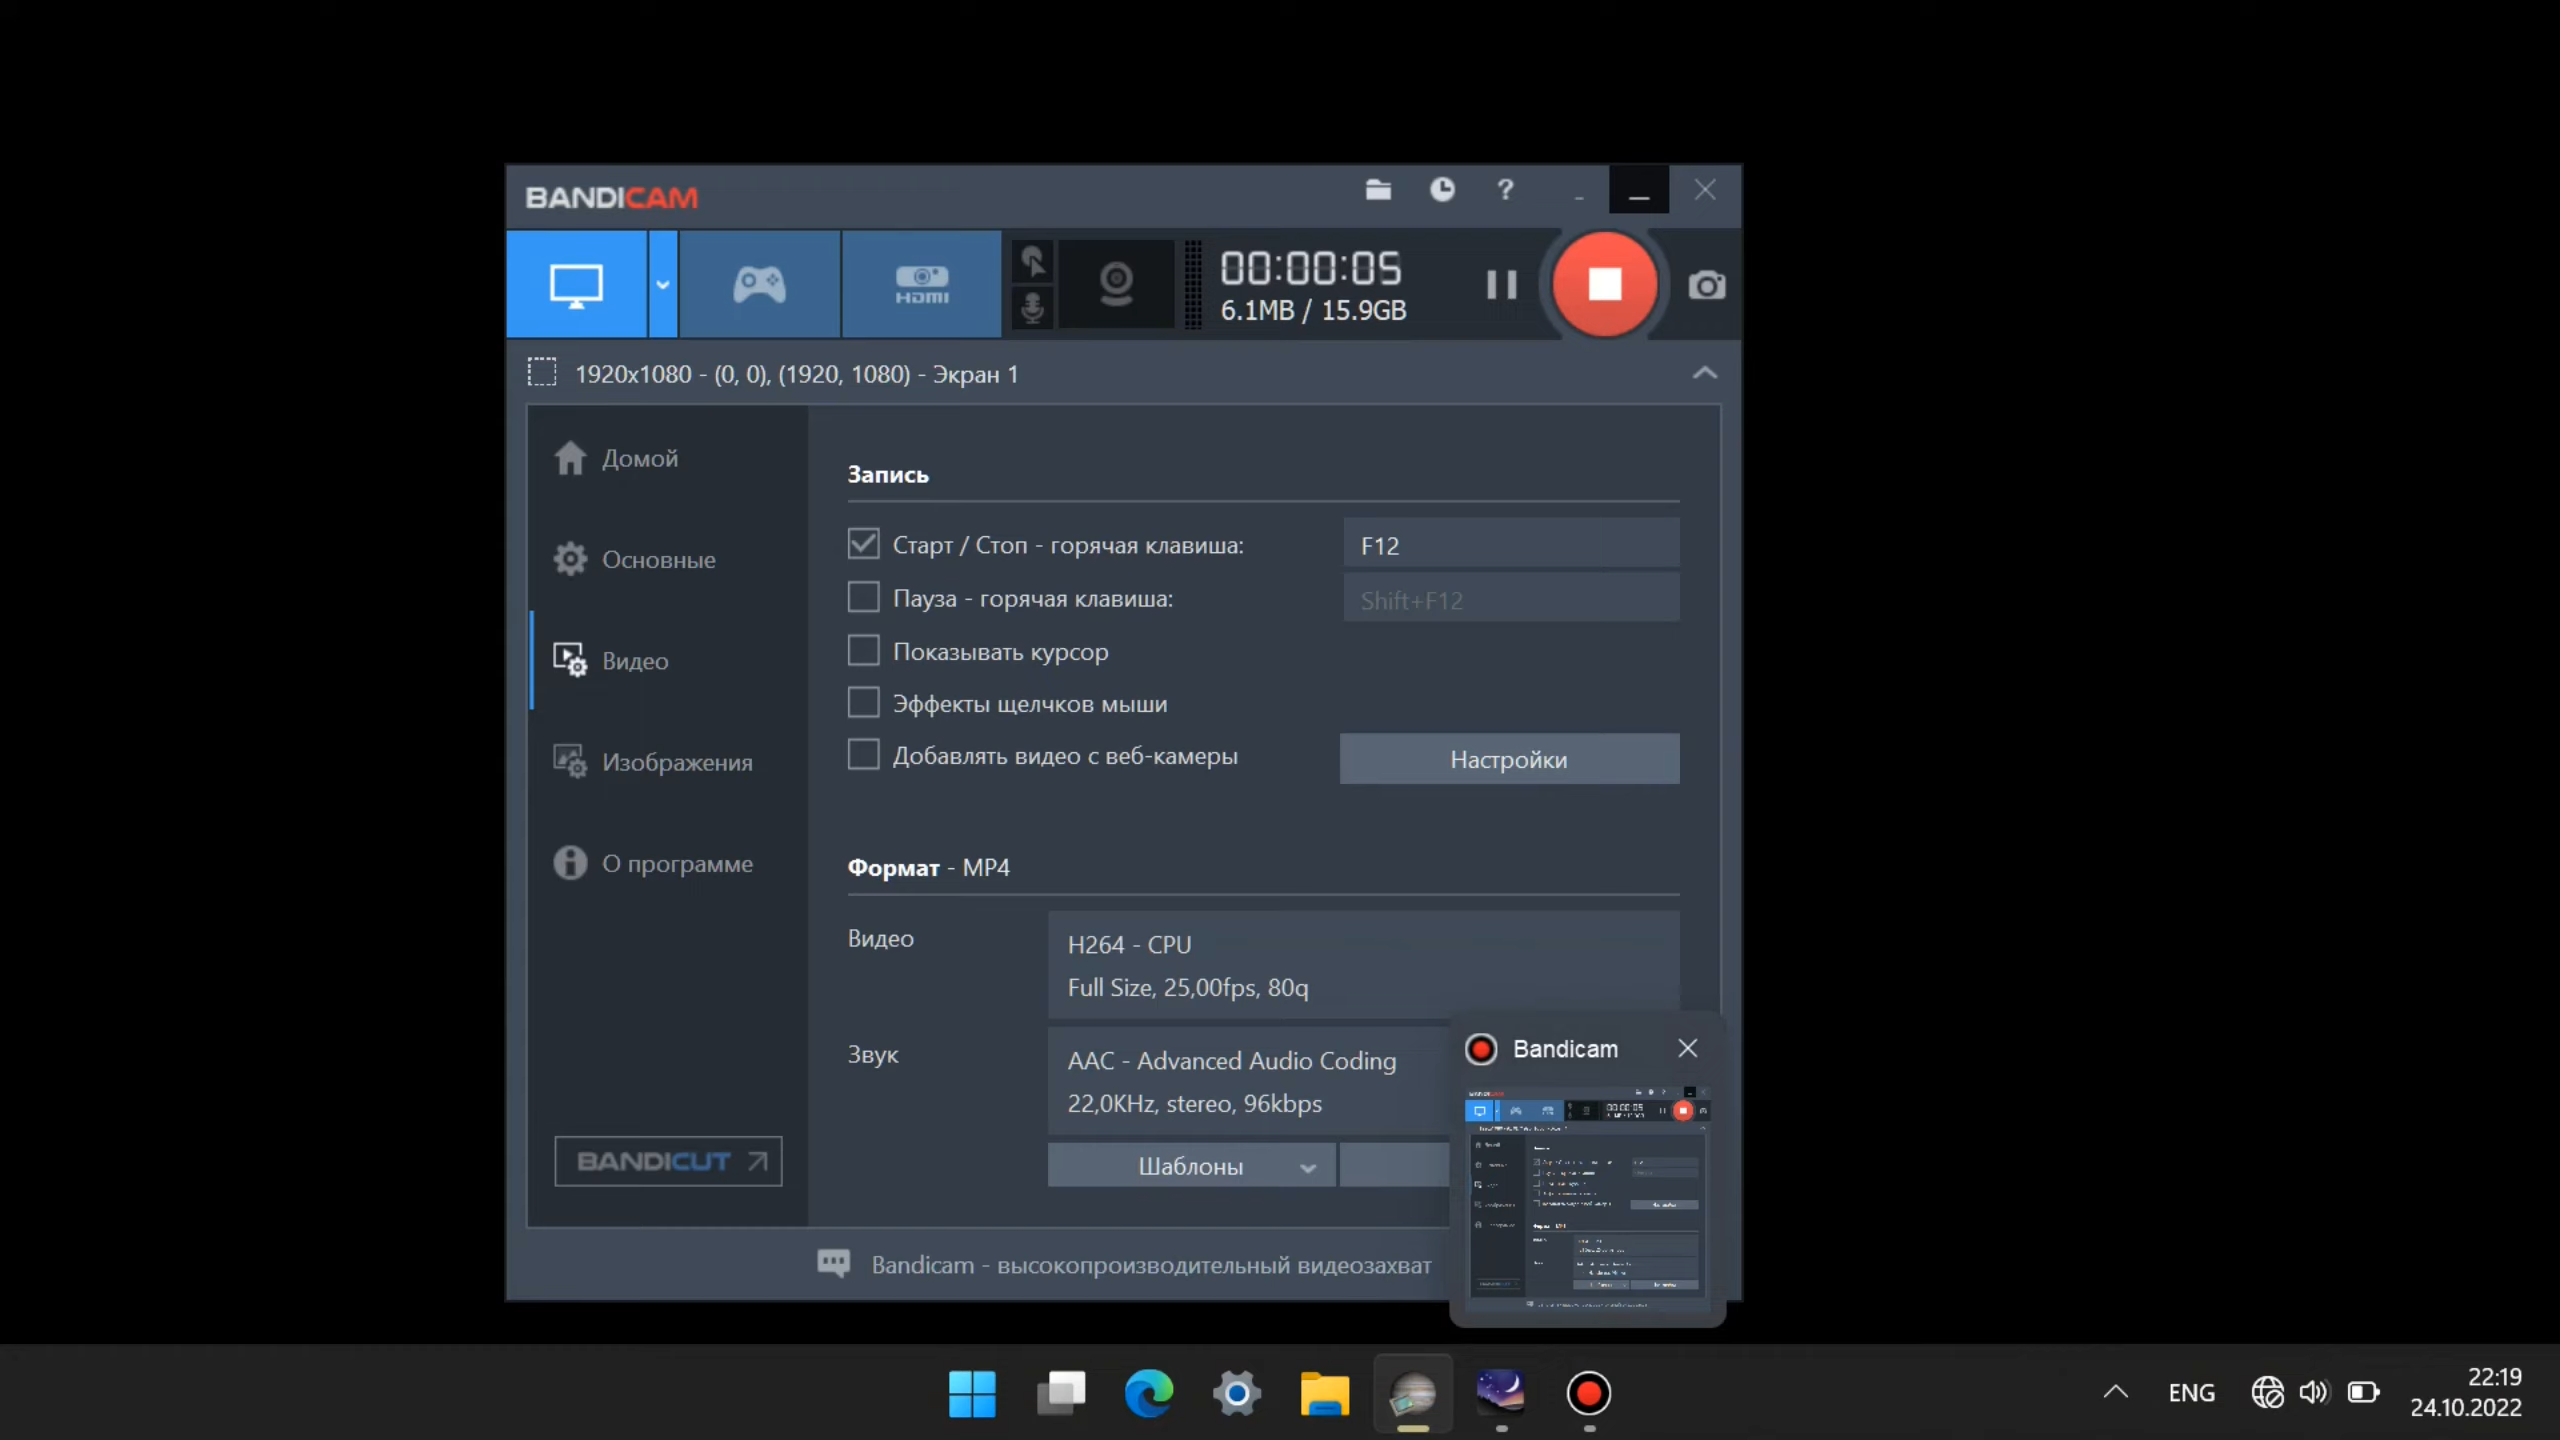 BANDICAM
HDMI
00:00:05
6.1MB / 15.9GB
1920x1080 - (0, 0), (1920, 1080) - Экран 1
Домой
Основные
Видео
Изображения
О программе
BANDICUT
Запись
Старт / Стоп - горячая клавиша:
F12
Пауза - горячая клавиша:
Shift+F12
Показывать курсор
Эффекты щелчков мыши
Добавлять видео с веб-камеры
Настройки
Формат - MP4
Видео
H264 - CPU
Full Size, 25,00fps, 80q
Звук
AAC - Advanced Audio Coding
22,0KHz, stereo, 96kbps
Шаблоны
Bandicam - высокопроизводительный видеозахват
Bandicam
ENG
22:19
24.10.2022